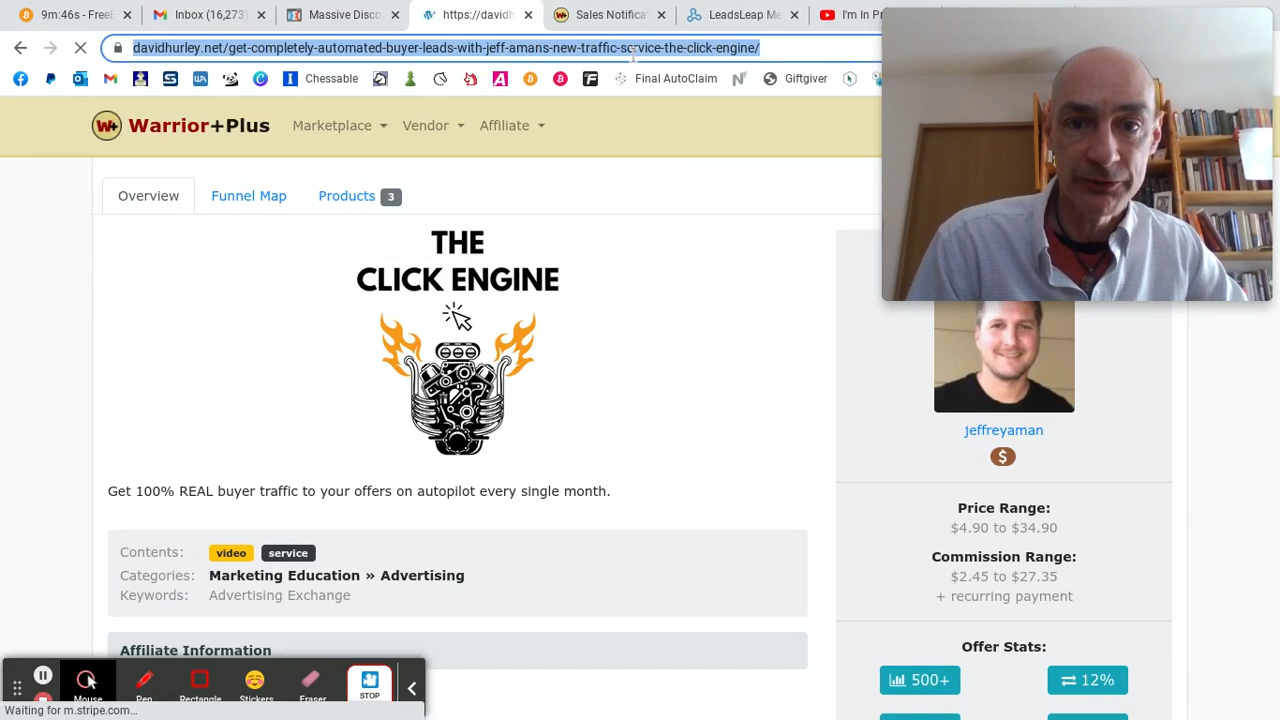 9m:46s - FreeB
Inbox (16,273)
Massive Disco
https://davidh
Sales Notifica
LeadsLeap Me
I'm In Pr
davidhurley.net/get-completely-automated-buyer-leads-with-jeff-amans-new-traffic-service-the-click-engine/
Chessable
Final AutoClaim
Giftgiver
Warrior+Plus
Marketplace
Vendor
Affiliate
Overview
Funnel Map
Products 3
THE
CLICK ENGINE
jeffreyaman
$
Get 100% REAL buyer traffic to your offers on autopilot every single month.
Price Range:
$4.90 to $34.90
Contents: video service
Commission Range:
Categories: Marketing Education » Advertising
$2.45 to $27.35
Keywords: Advertising Exchange
+ recurring payment
Offer Stats:
Affiliate Information
500+
12%
Mouse
Pen
Rectangle
Stickers
Eraser
STOP
Waiting for m.stripe.com...